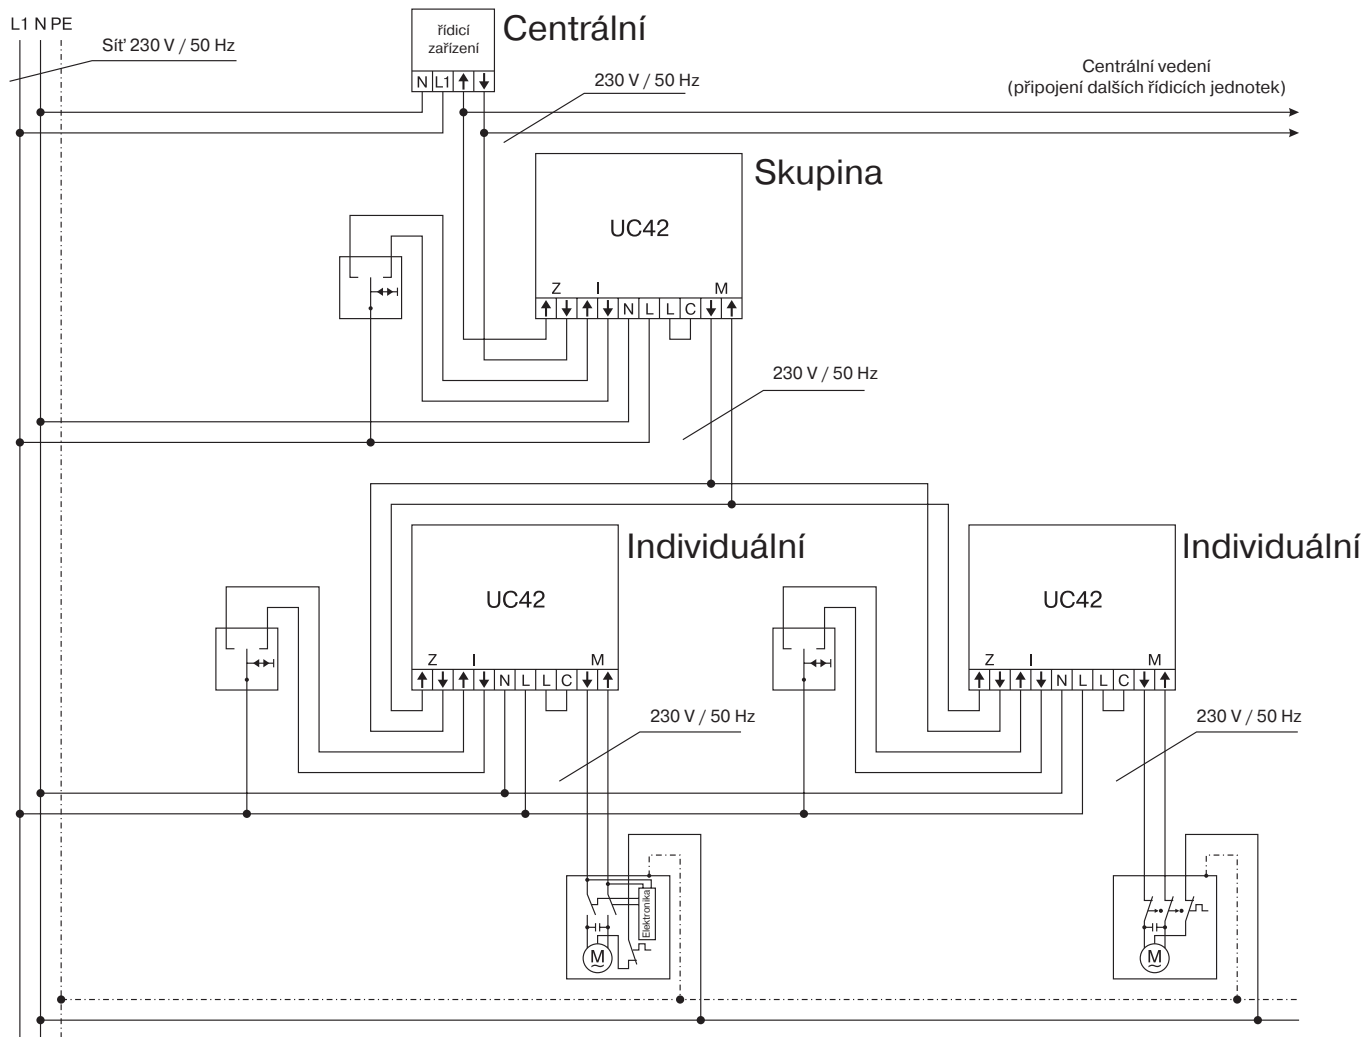 L1 N PE
Síť 230 V / 50 Hz
řídicí
zařízení
Centrální
N L1
230 V / 50 Hz
Centrální vedení
(připojení dalších řídicích jednotek)
Skupina
UC42
Z I M
N L L C
230 V / 50 Hz
Individuální
UC42
Z I M
N L L C
230 V / 50 Hz
Individuální
UC42
Z I M
N L L C
230 V / 50 Hz
Elektronika
M
M